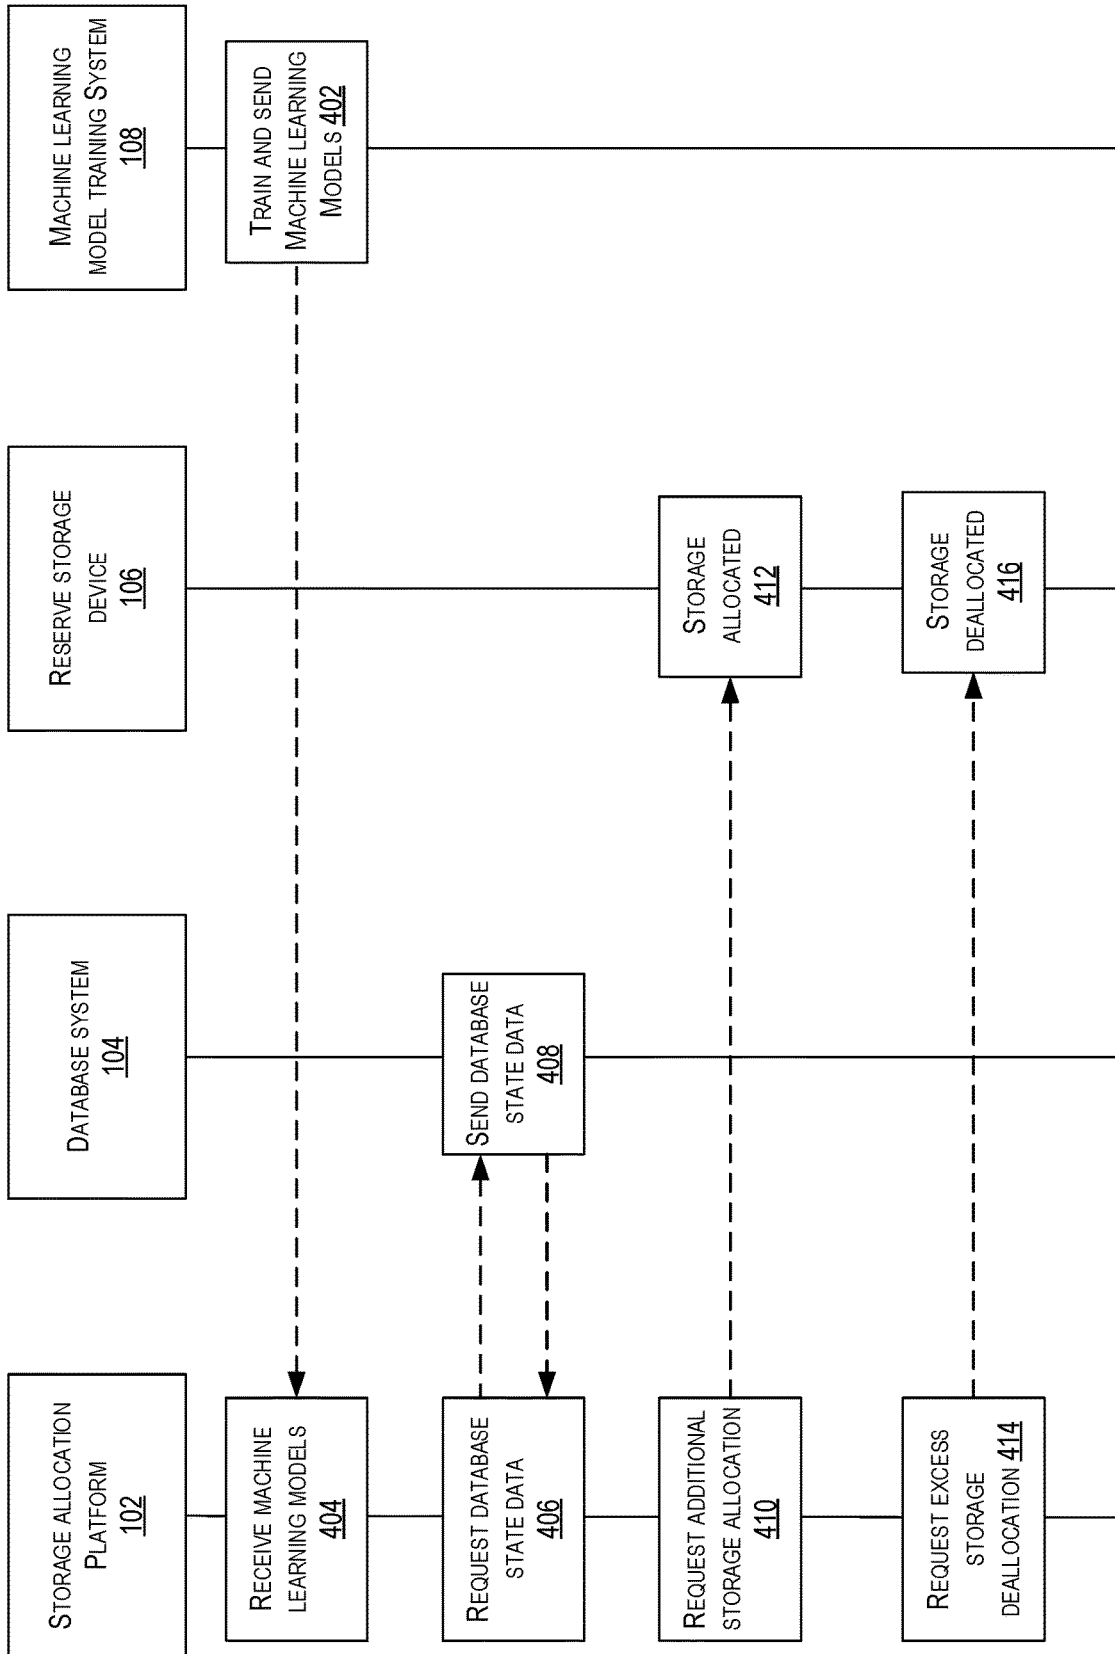 STORAGE ALLOCATION
PLATFORM
102
DATABASE SYSTEM
104
RESERVE STORAGE
DEVICE
106
MACHINE LEARNING
MODEL TRAINING SYSTEM
108
RECEIVE MACHINE
LEARNING MODELS
404
TRAIN AND SEND
MACHINE LEARNING
MODELS 402
REQUEST DATABASE
STATE DATA
406
SEND DATABASE
STATE DATA
408
REQUEST ADDITIONAL
STORAGE ALLOCATION
410
STORAGE
ALLOCATED
412
REQUEST EXCESS
STORAGE
DEALLOCATION 414
STORAGE
DEALLOCATED
416